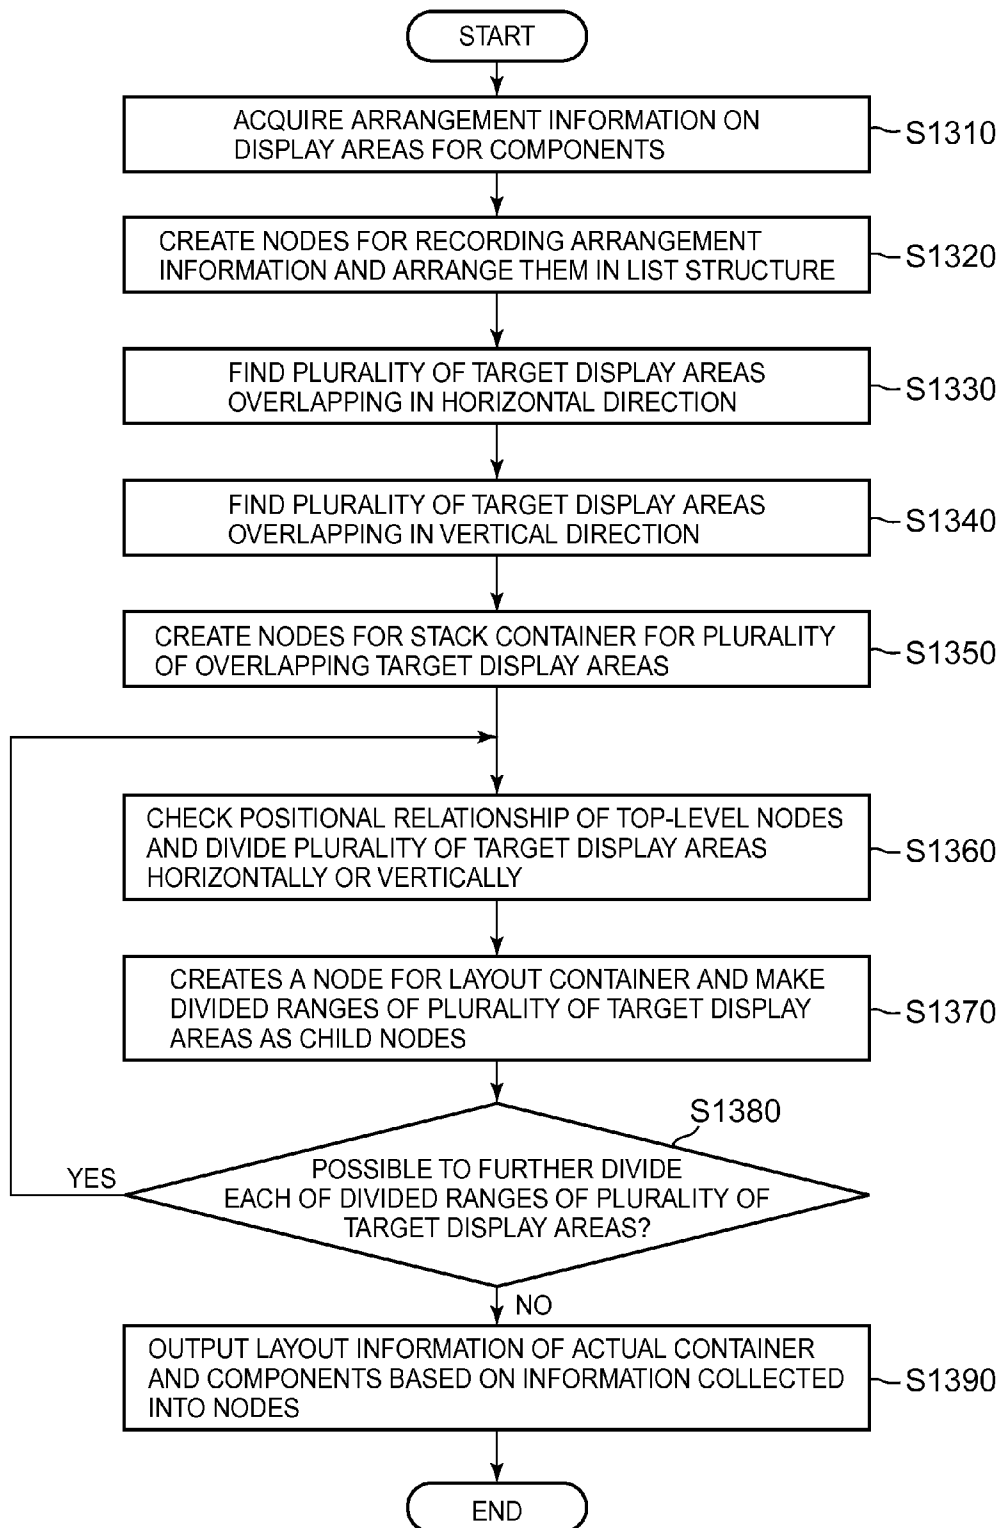 START
ACQUIRE ARRANGEMENT INFORMATION ON
DISPLAY AREAS FOR COMPONENTS
S1310
CREATE NODES FOR RECORDING ARRANGEMENT
INFORMATION AND ARRANGE THEM IN LIST STRUCTURE
S1320
FIND PLURALITY OF TARGET DISPLAY AREAS
OVERLAPPING IN HORIZONTAL DIRECTION
S1330
FIND PLURALITY OF TARGET DISPLAY AREAS
OVERLAPPING IN VERTICAL DIRECTION
S1340
CREATE NODES FOR STACK CONTAINER FOR PLURALITY
OF OVERLAPPING TARGET DISPLAY AREAS
S1350
CHECK POSITIONAL RELATIONSHIP OF TOP-LEVEL NODES
AND DIVIDE PLURALITY OF TARGET DISPLAY AREAS
HORIZONTALLY OR VERTICALLY
S1360
CREATES A NODE FOR LAYOUT CONTAINER AND MAKE
DIVIDED RANGES OF PLURALITY OF TARGET DISPLAY
AREAS AS CHILD NODES
S1370
S1380
POSSIBLE TO FURTHER DIVIDE
EACH OF DIVIDED RANGES OF PLURALITY OF
TARGET DISPLAY AREAS?
YES
NO
OUTPUT LAYOUT INFORMATION OF ACTUAL CONTAINER
AND COMPONENTS BASED ON INFORMATION COLLECTED
INTO NODES
S1390
END